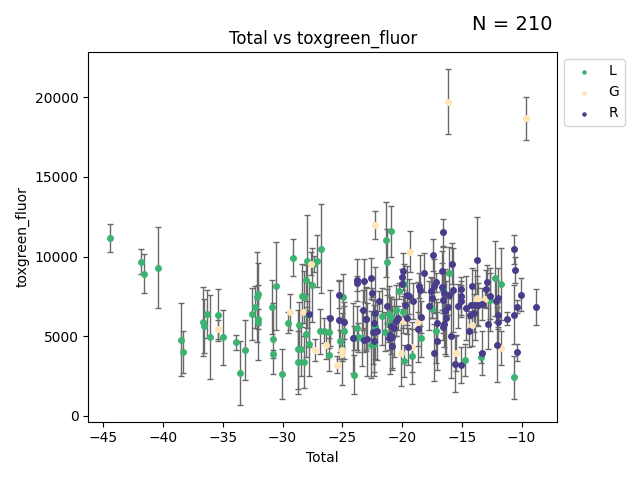 N = 210
Total vs toxgreen_fluor
L
G
R
20000
15000
10000
5000
0
toxgreen_fluor
−45 −40 −35 −30 −25 −20 −15 −10
Total